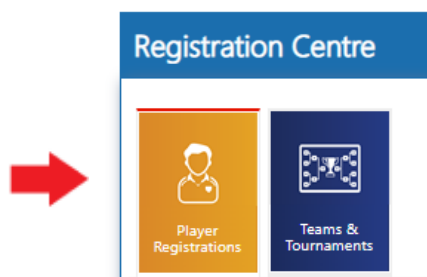 Registration Centre
Player
Registrations
Teams &
Tournaments